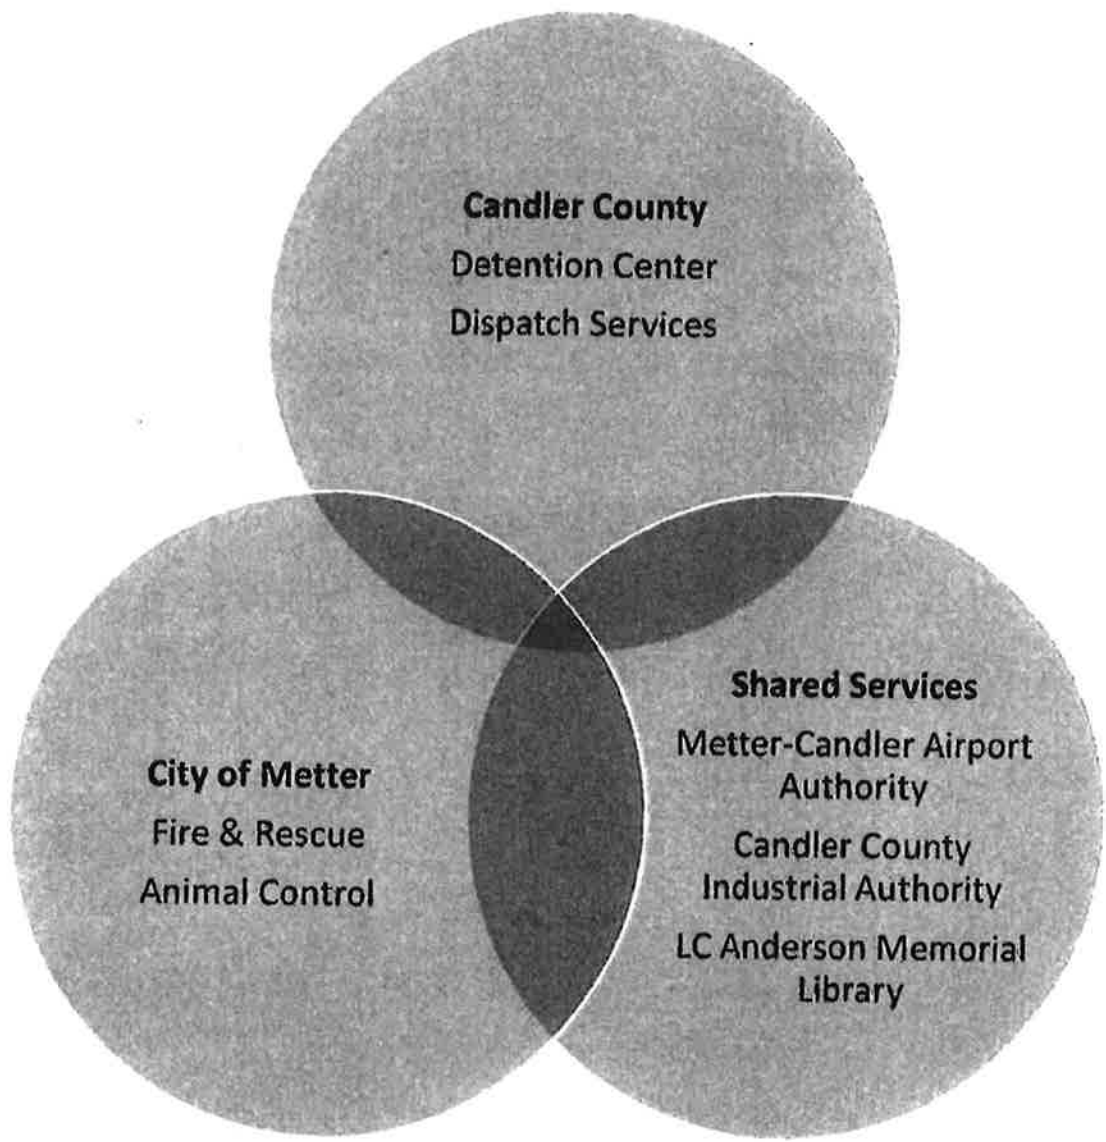 Candler County
Detention Center
Dispatch Services
City of Metter
Fire & Rescue
Animal Control
Shared Services
Metter-Candler Airport
Authority
Candler County
Industrial Authority
LC Anderson Memorial
Library